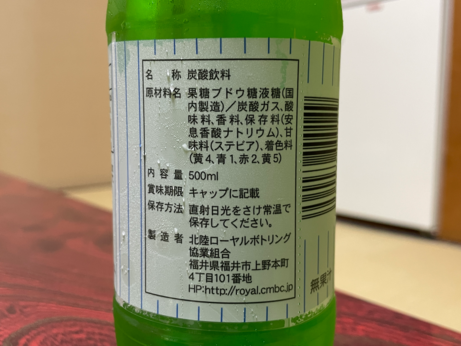 名 称 炭酸飲料
原材料名 果糖ブドウ糖液糖(国
内製造)/炭酸ガス、酸
味料、香料、保存料(安
息香酸ナトリウム)、甘
味料(ステビア)、着色料
(黄4、青1、赤2、黄5)
内 容 量 500ml
賞味期限 キャップに記載
保存方法 直射日光をさけ常温で
保存してください。
製 造 者 北陸ローヤルボトリング
協業組合
福井県福井市上野本町
4丁目101番地
HP:http://royal.cmbc.jp/
無果汁